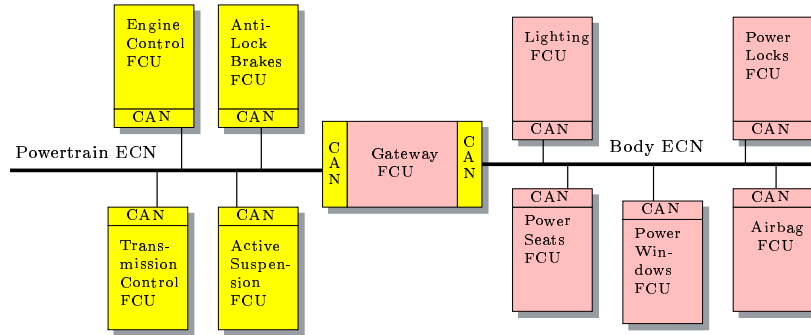 Engine
Control
FCU
CAN
Anti-
Lock
Brakes
FCU
CAN
Lighting
FCU
CAN
Power
Locks
FCU
CAN
Powertrain ECN
C
A
N
Gateway
FCU
C
A
N
Body ECN
CAN
Trans-
mission
Control
FCU
CAN
Active
Suspen-
sion
FCU
CAN
Power
Seats
FCU
CAN
Power
Win-
dows
FCU
CAN
Airbag
FCU